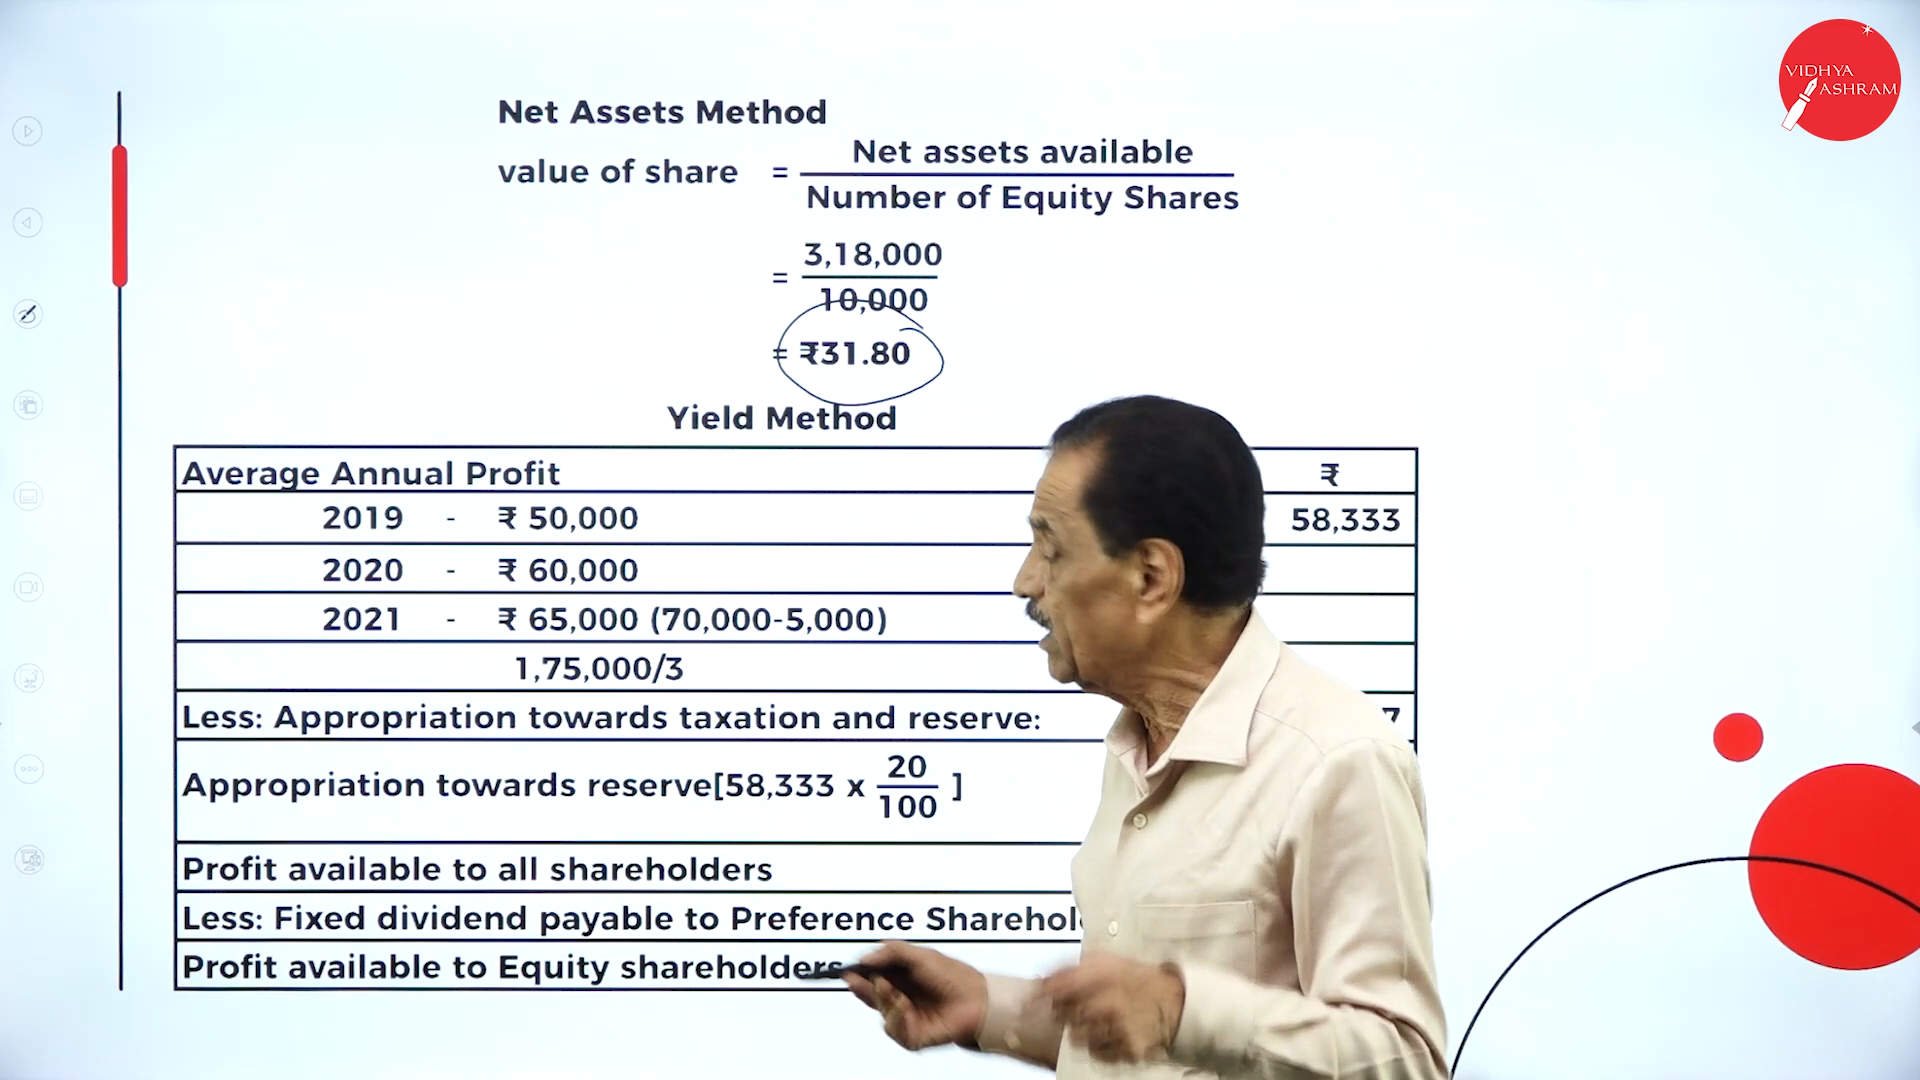 VIDHYA
ASHRAM
Net Assets Method
value of share = Net assets available
Number of Equity Shares
= 3,18,000
10,000
= ₹31.80
Yield Method
Average Annual Profit ₹
2019 - ₹ 50,000 58,333
2020 - ₹ 60,000
2021 - ₹ 65,000 (70,000-5,000)
1,75,000/3
Less: Appropriation towards taxation and reserve: 7
Appropriation towards reserve[58,333 x 20
100 ]
Profit available to all shareholders
Less: Fixed dividend payable to Preference
Profit available to Equity shareholders